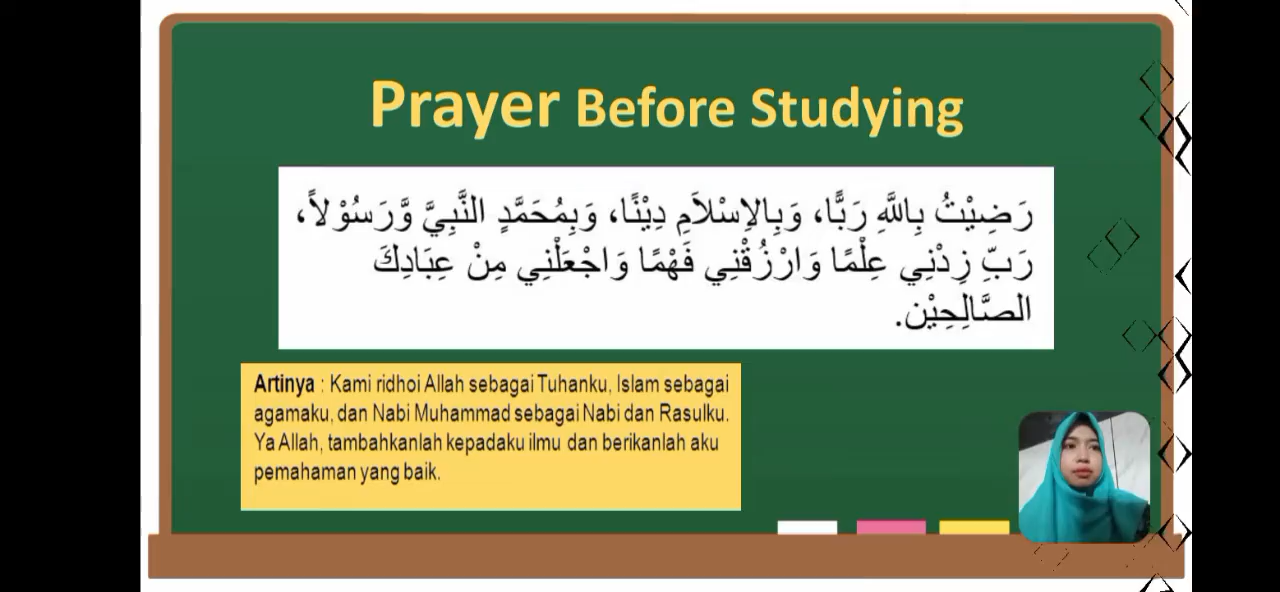 Prayer Before Studying
رَضِيْتُ بِاللَّهِ رَبًّا، وَبِالاِسْلاَمِ دِيْنًا، وَبِمُحَمَّدٍ النَّبِيَّ وَّرَسُوْلاً،
رَبِّ زِدْنِي عِلْمًا وَارْزُقْنِي فَهْمًا وَاجْعَلْنِي مِنْ عِبَادِكَ
الصَّالِحِيْن.
Artinya : Kami ridhoi Allah sebagai Tuhanku, Islam sebagai
agamaku, dan Nabi Muhammad sebagai Nabi dan Rasulku.
Ya Allah, tambahkanlah kepadaku ilmu dan berikanlah aku
pemahaman yang baik.